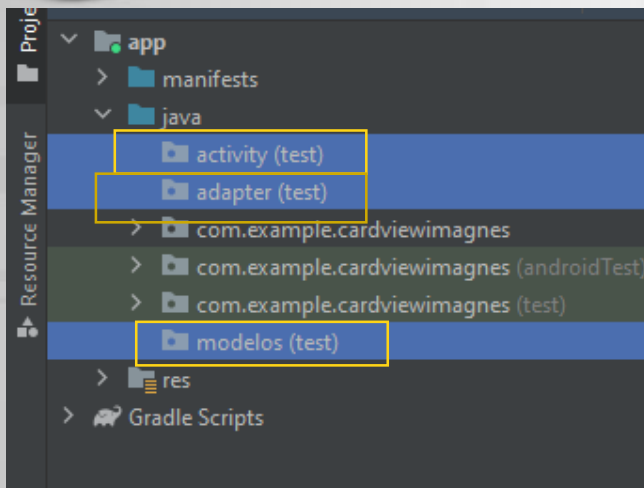 Proje
Resource Manager
app
manifests
java
activity (test)
adapter (test)
com.example.cardviewimagnes
com.example.cardviewimagnes (androidTest)
com.example.cardviewimagnes (test)
modelos (test)
res
Gradle Scripts